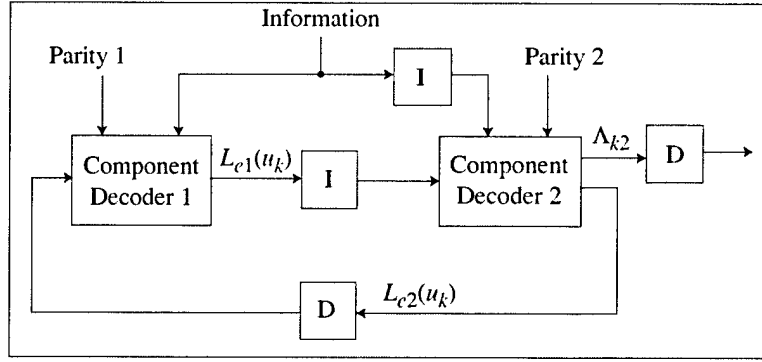 Information
Parity 1
I
Parity 2
Component
Decoder 1
L_{e1}(u_k)
I
Component
Decoder 2
Λ_{k2}
D
D
L_{e2}(u_k)